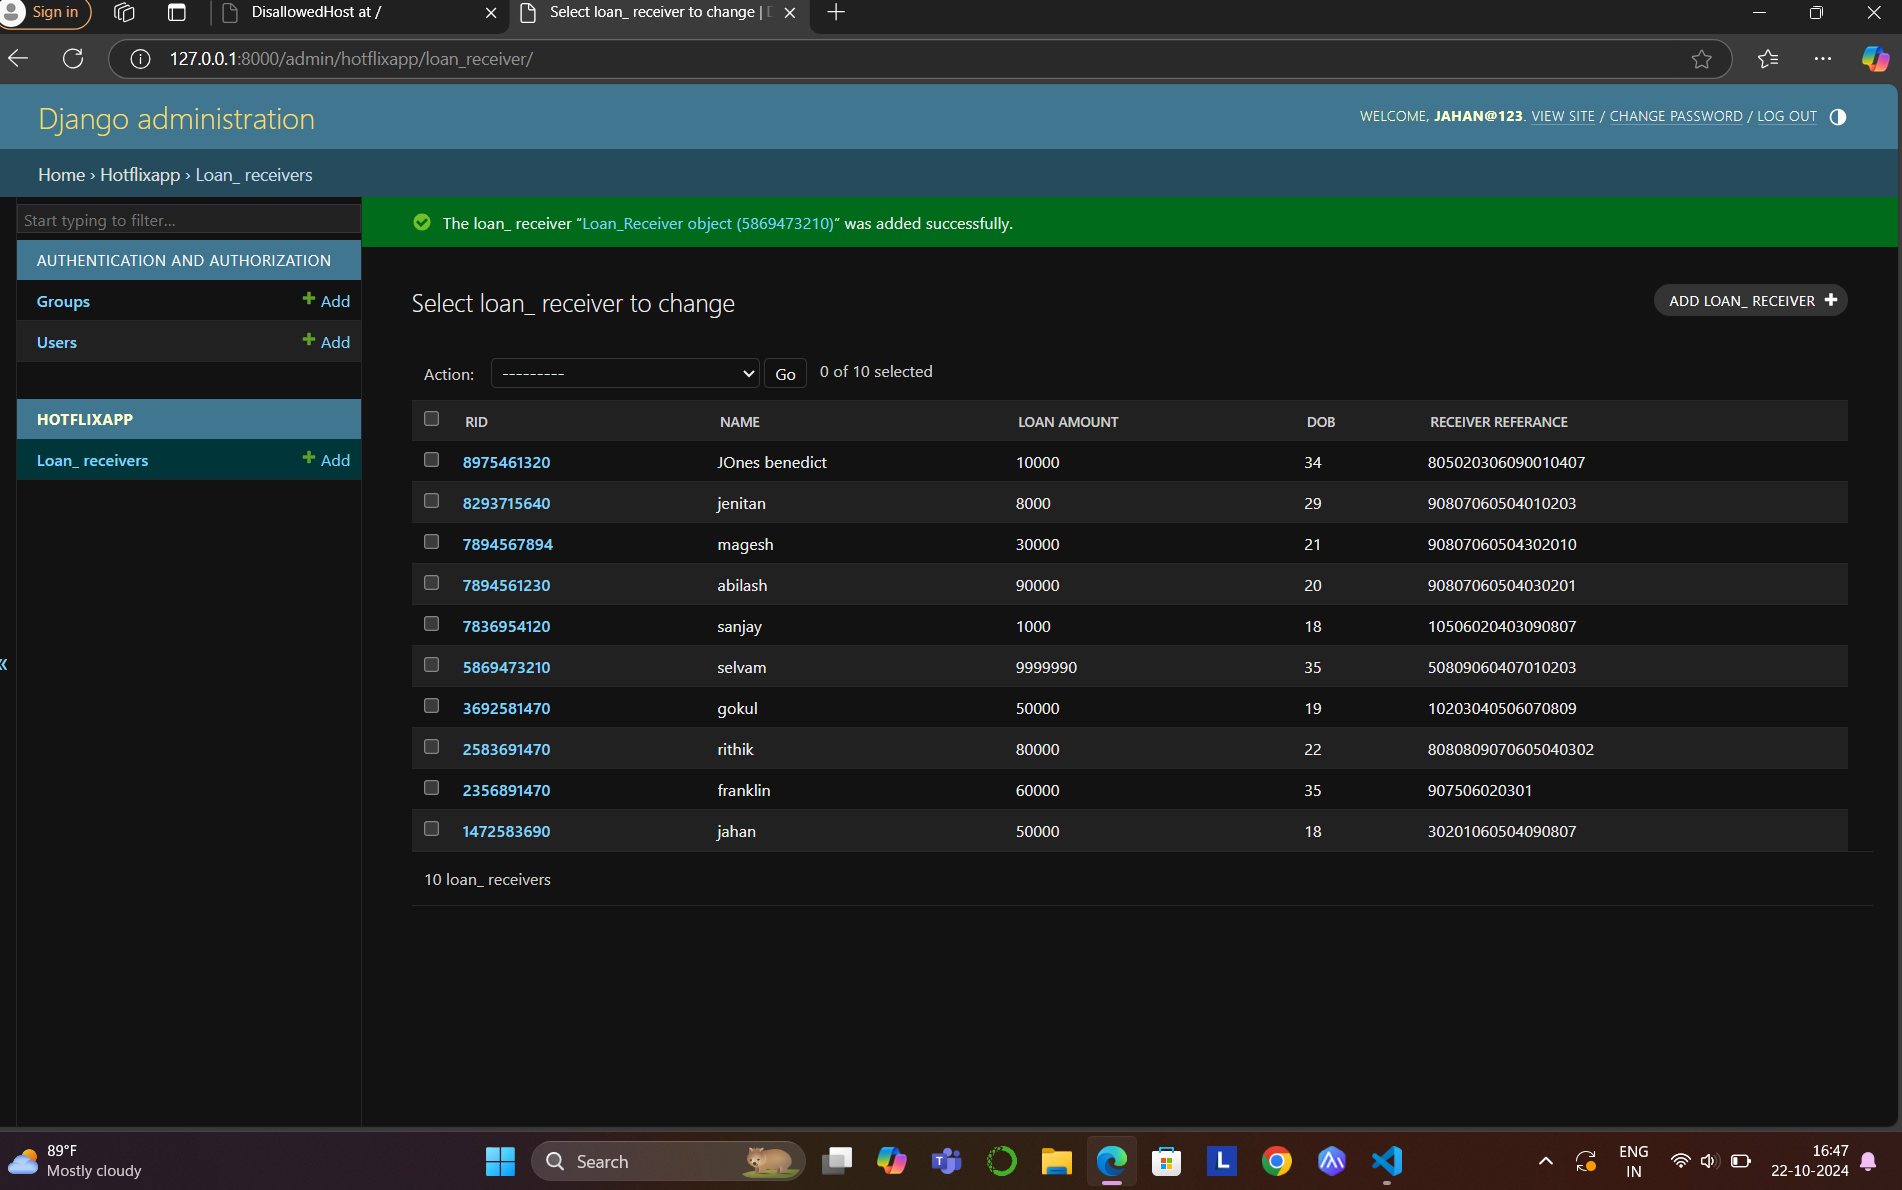 Sign in
DisallowedHost at /
Select loan_ receiver to change |
127.0.0.1:8000/admin/hotflixapp/loan_receiver/
Django administration
WELCOME, JAHAN@123. VIEW SITE / CHANGE PASSWORD / LOG OUT
Home › Hotflixapp › Loan_ receivers
Start typing to filter...
The loan_ receiver “Loan_Receiver object (5869473210)” was added successfully.
AUTHENTICATION AND AUTHORIZATION
Groups Add
Users Add
HOTFLIXAPP
Loan_ receivers Add
Select loan_ receiver to change
ADD LOAN_ RECEIVER
Action: --------- Go 0 of 10 selected
RID NAME LOAN AMOUNT DOB RECEIVER REFERANCE
8975461320 JOnes benedict 10000 34 805020306090010407
8293715640 jenitan 8000 29 90807060504010203
7894567894 magesh 30000 21 90807060504302010
7894561230 abilash 90000 20 90807060504030201
7836954120 sanjay 1000 18 10506020403090807
5869473210 selvam 9999990 35 50809060407010203
3692581470 gokul 50000 19 10203040506070809
2583691470 rithik 80000 22 8080809070605040302
2356891470 franklin 60000 35 907506020301
1472583690 jahan 50000 18 30201060504090807
10 loan_ receivers
89°F
Mostly cloudy
Search
ENG
IN
16:47
22-10-2024